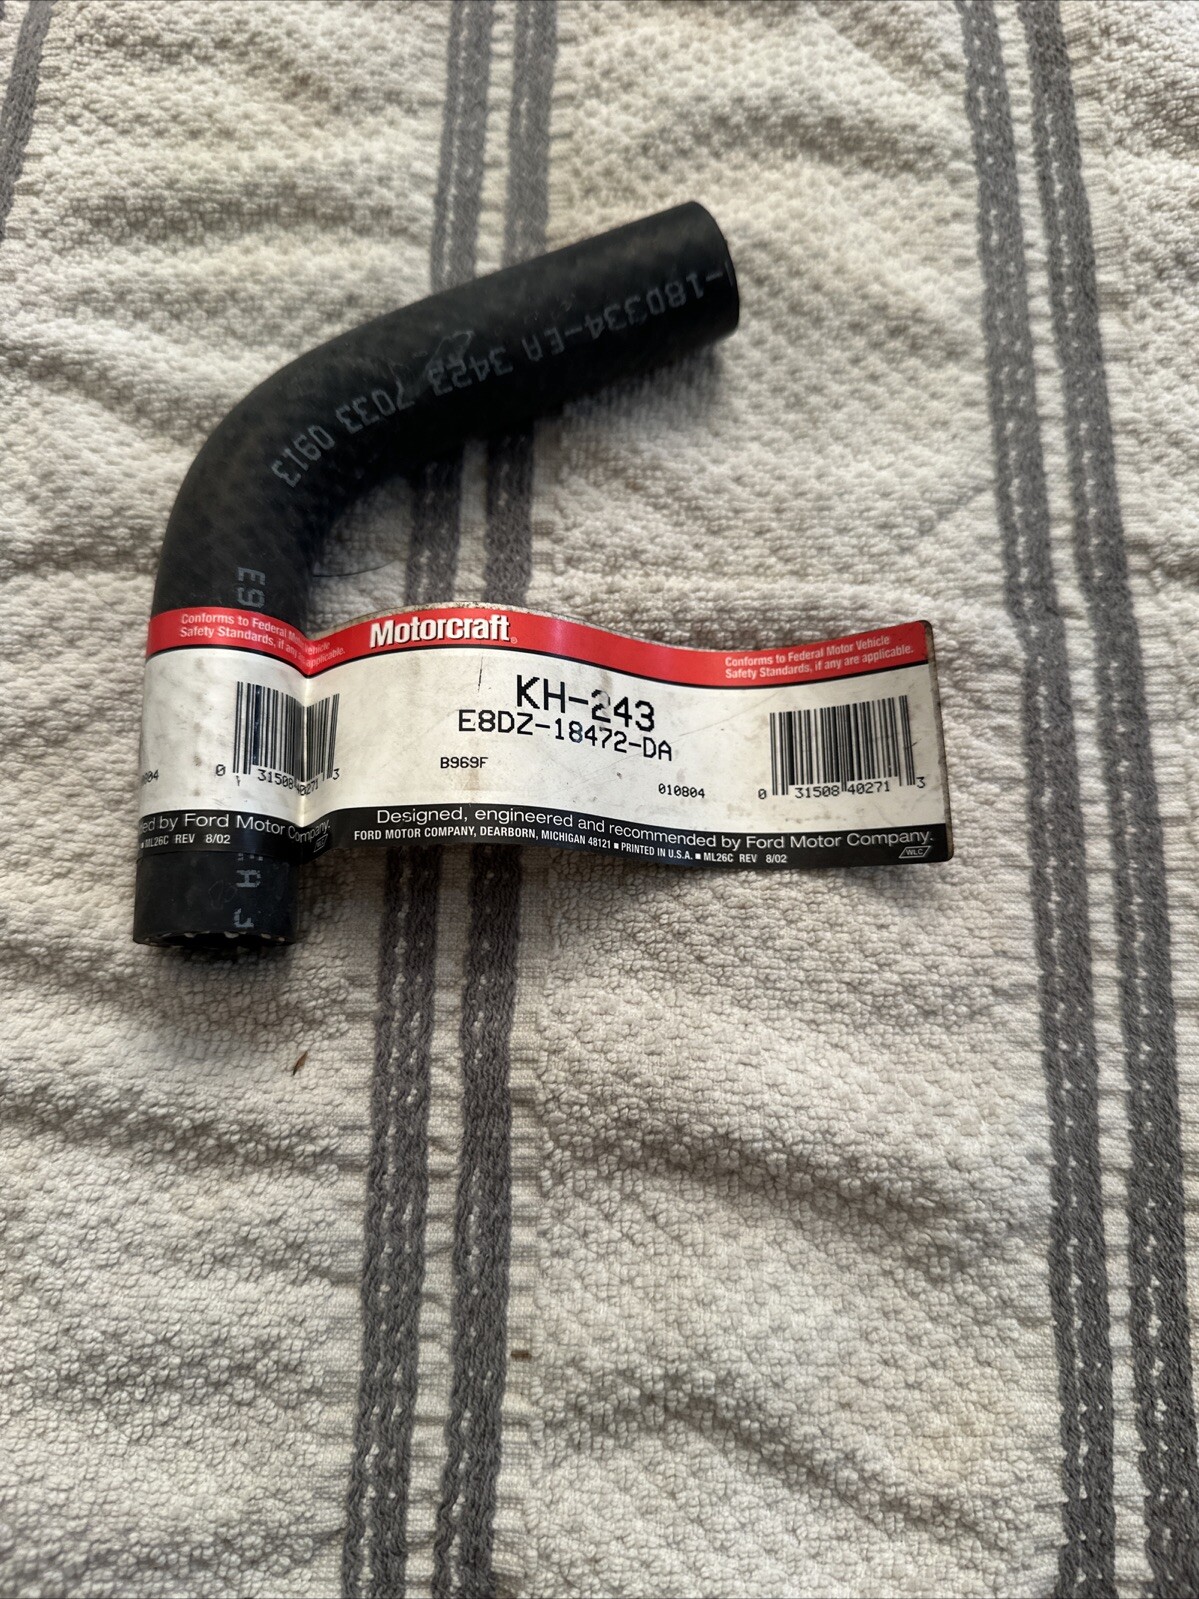 -18D334-EA 3423 7033 0913
E9
Conforms to Federal Motor Vehicle
Safety Standards, if any are applicable.
Motorcraft®
Conforms to Federal Motor Vehicle
Safety Standards, if any are applicable.
KH-243
E8DZ-18472-DA
B969F
010804
0 31508 40271 3
0 31508 40271 3
ed by Ford Motor Company.
■ ML26C REV 8/02
Designed, engineered and recommended by Ford Motor Company.
FORD MOTOR COMPANY, DEARBORN, MICHIGAN 48121 ■ PRINTED IN U.S.A. ■ ML26C REV 8/02
WLC